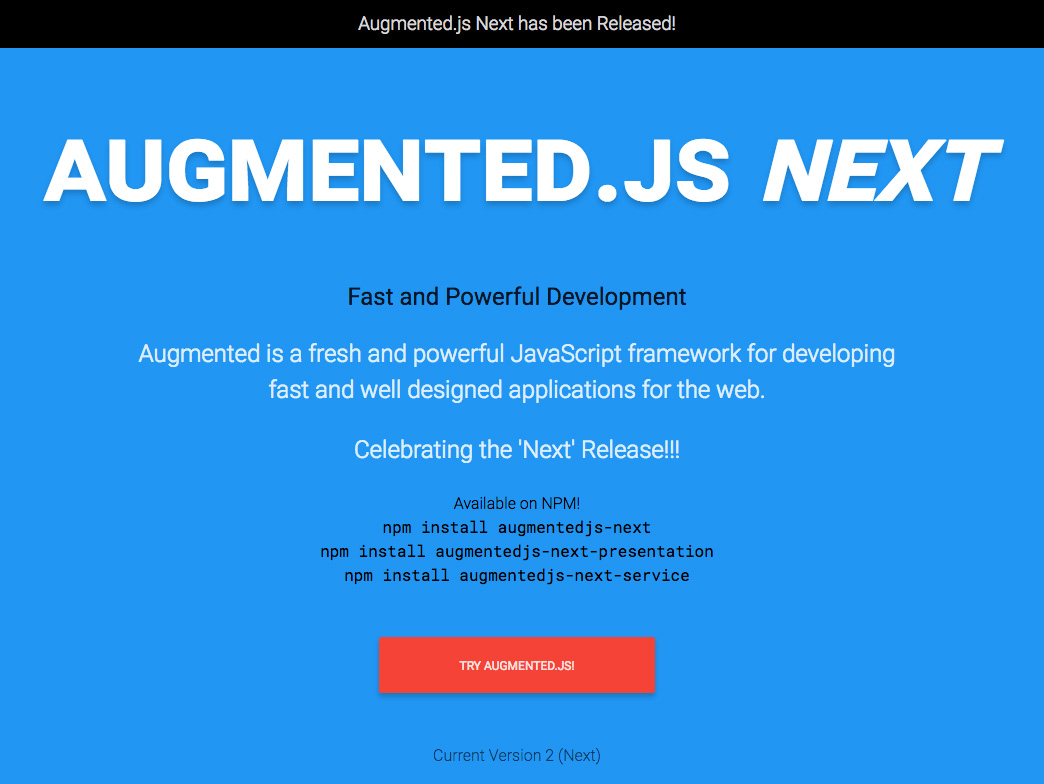 Augmented.js Next has been Released!
AUGMENTED.JS NEXT
Fast and Powerful Development
Augmented is a fresh and powerful JavaScript framework for developing
fast and well designed applications for the web.
Celebrating the 'Next' Release!!!
Available on NPM!
npm install augmentedjs-next
npm install augmentedjs-next-presentation
npm install augmentedjs-next-service
TRY AUGMENTED.JS!
Current Version 2 (Next)